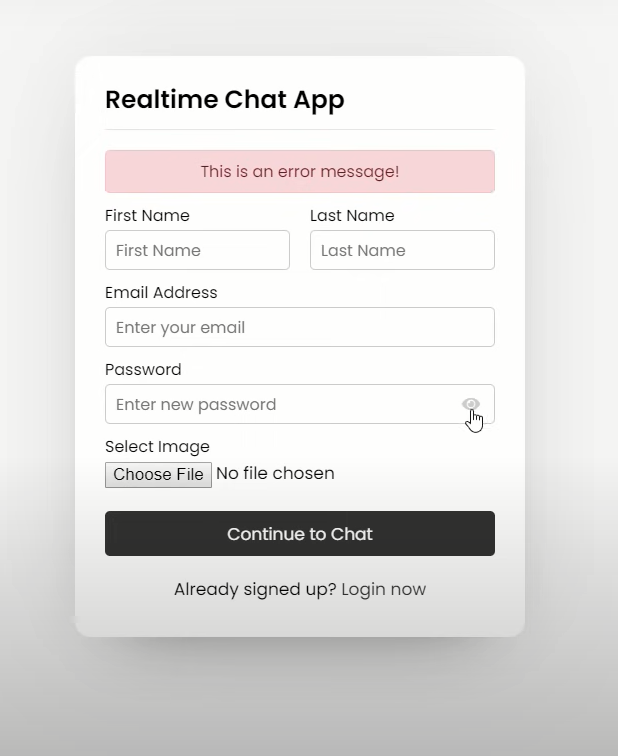 Realtime Chat App
This is an error message!
First Name Last Name
First Name Last Name
Email Address
Enter your email
Password
Enter new password
Select Image
Choose File No file chosen
Continue to Chat
Already signed up? Login now